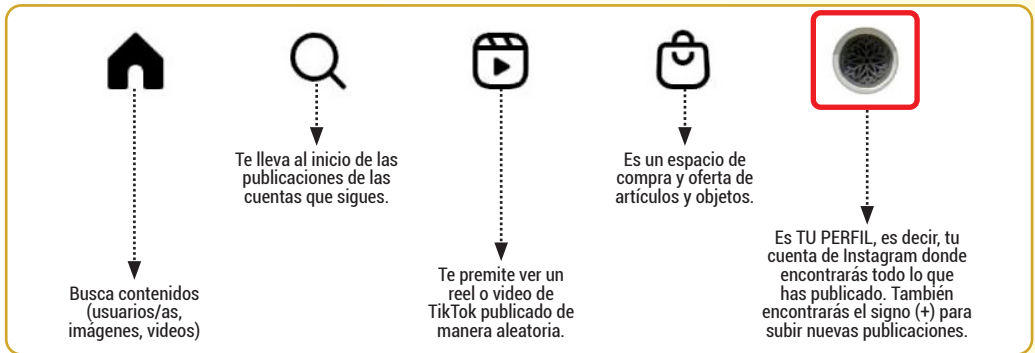 Busca contenidos
(usuarios/as,
imágenes, videos)
Te lleva al inicio de las
publicaciones de las
cuentas que sigues.
Te premite ver un
reel o video de
TikTok publicado de
manera aleatoria.
Es un espacio de
compra y oferta de
artículos y objetos.
Es TU PERFIL, es decir, tu
cuenta de Instagram donde
encontrarás todo lo que
has publicado. También
encontrarás el signo (+) para
subir nuevas publicaciones.